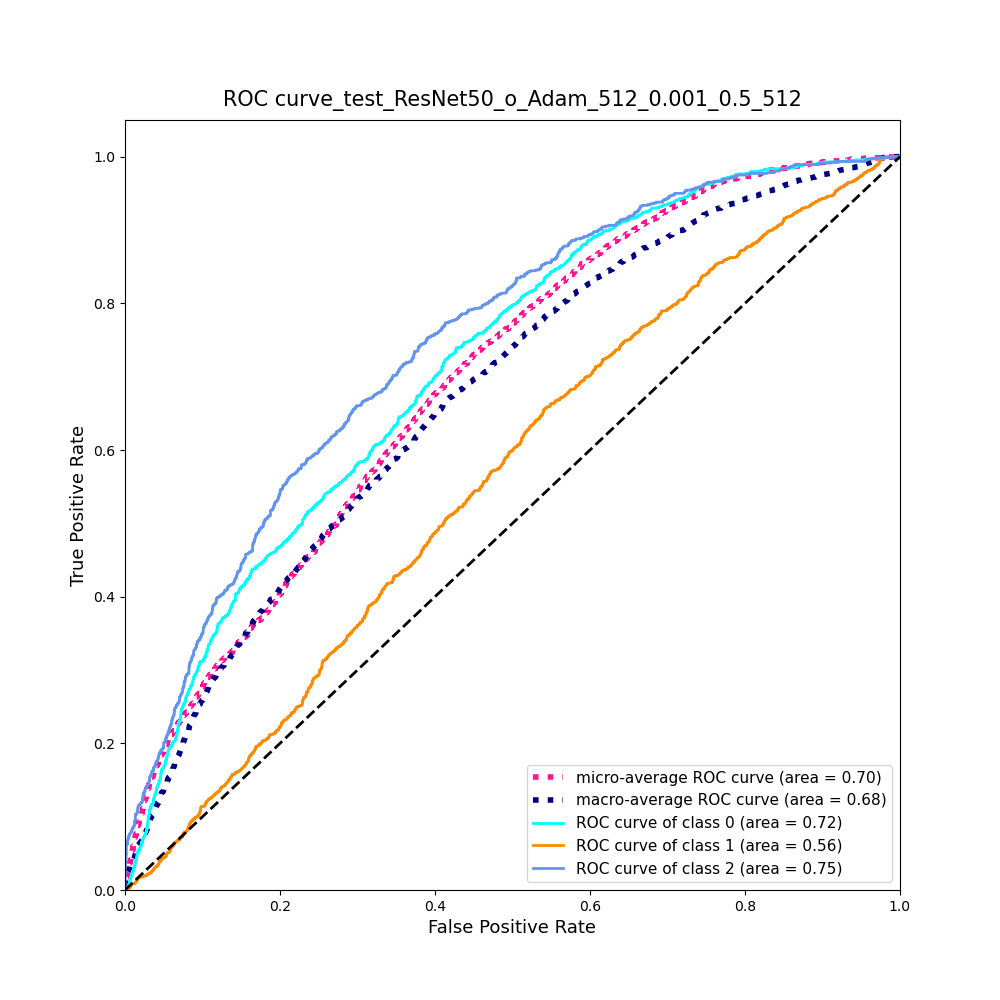 ROC curve_test_ResNet50_o_Adam_512_0.001_0.5_512
1.0
0.8
0.6
0.4
0.2
0.0
True Positive Rate
0.0 0.2 0.4 0.6 0.8 1.0
False Positive Rate
micro-average ROC curve (area = 0.70)
macro-average ROC curve (area = 0.68)
ROC curve of class 0 (area = 0.72)
ROC curve of class 1 (area = 0.56)
ROC curve of class 2 (area = 0.75)